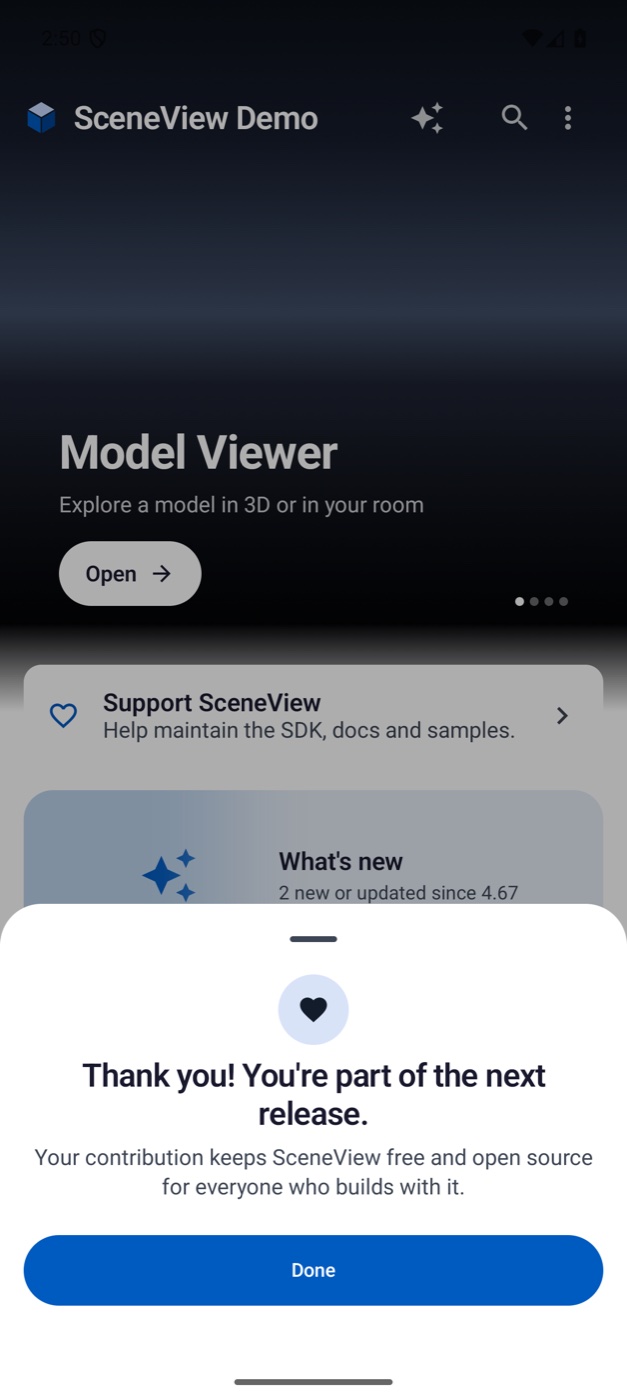 2:50
SceneView Demo
Model Viewer
Explore a model in 3D or in your room
Open
Support SceneView
Help maintain the SDK, docs and samples.
What's new
2 new or updated since 4.67
Thank you! You're part of the next
release.
Your contribution keeps SceneView free and open source
for everyone who builds with it.
Done